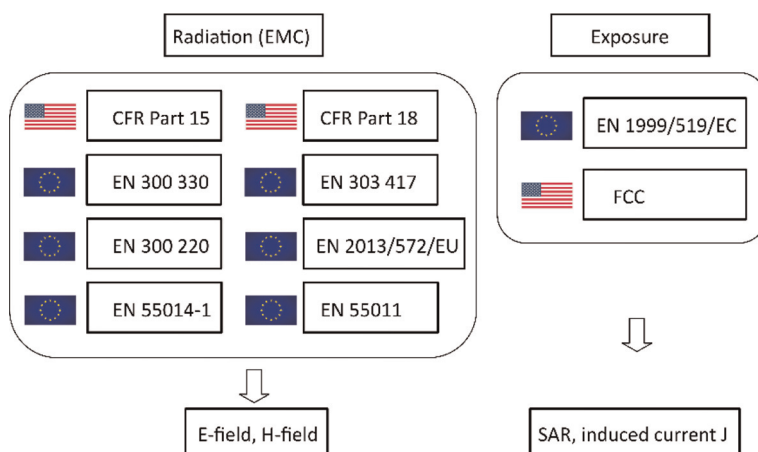 Radiation (EMC)
Exposure
CFR Part 15
CFR Part 18
EN 300 330
EN 303 417
EN 300 220
EN 2013/572/EU
EN 55014-1
EN 55011
EN 1999/519/EC
FCC
E-field, H-field
SAR, induced current J